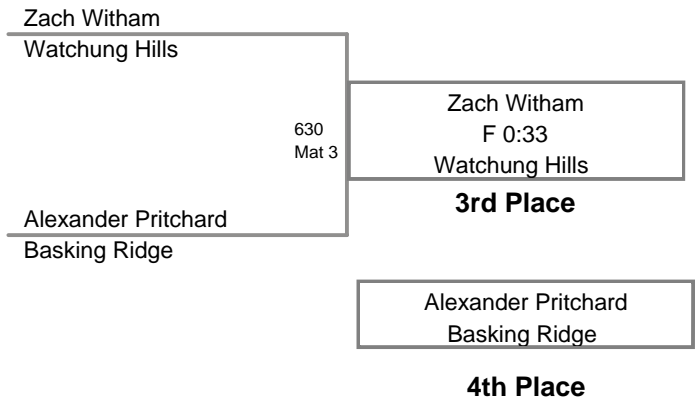 Zach Witham
Watchung Hills
630
Mat 3
Zach Witham
F 0:33
Watchung Hills
3rd Place
Alexander Pritchard
Basking Ridge
Alexander Pritchard
Basking Ridge
4th Place